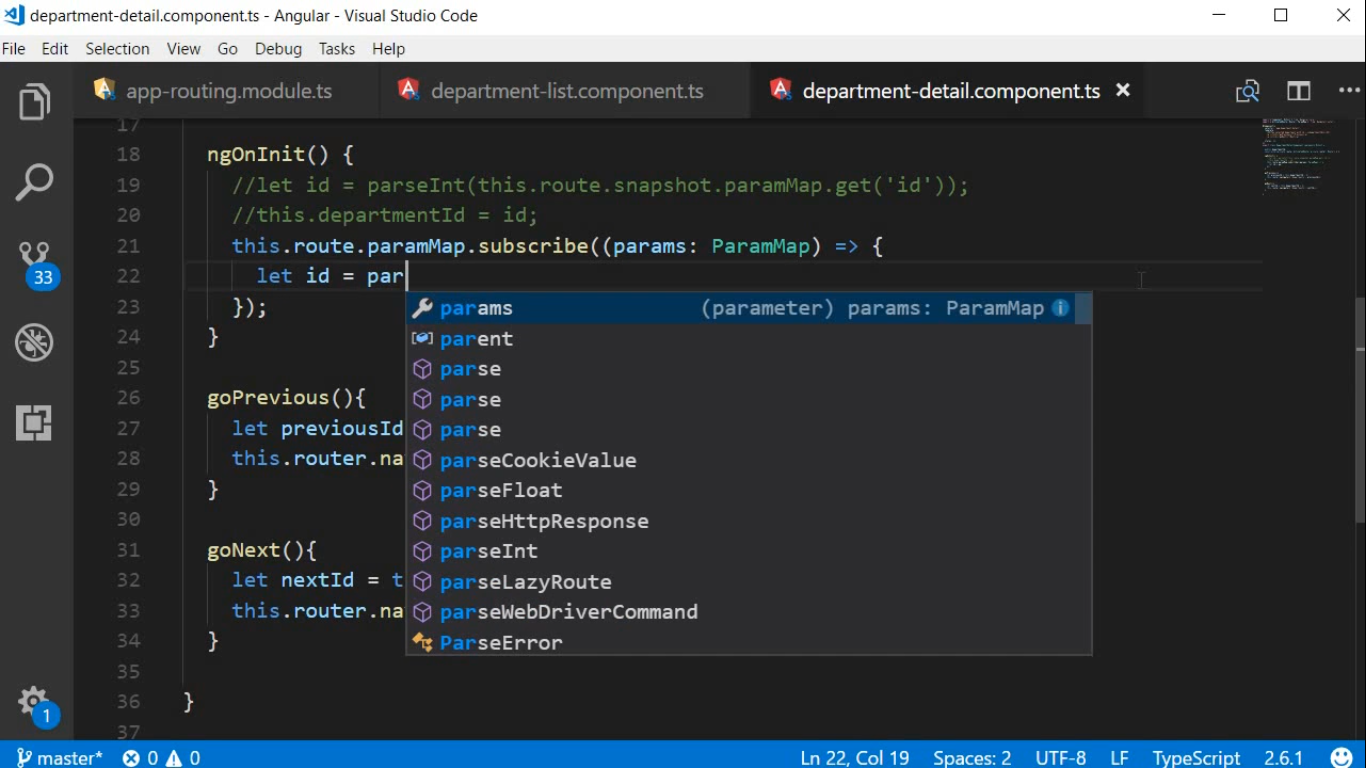 department-detail.component.ts - Angular - Visual Studio Code
File Edit Selection View Go Debug Tasks Help
app-routing.module.ts department-list.component.ts department-detail.component.ts
17
18 ngOnInit() {
19 //let id = parseInt(this.route.snapshot.paramMap.get('id'));
20 //this.departmentId = id;
21 this.route.paramMap.subscribe((params: ParamMap) => {
22 let id = par
23 });
24 }
25
26 goPrevious(){
27 let previousId
28 this.router.na
29 }
30
31 goNext(){
32 let nextId = t
33 this.router.na
34 }
35
36 }
37
params (parameter) params: ParamMap
parent
parse
parse
parse
parseCookieValue
parseFloat
parseHttpResponse
parseInt
parseLazyRoute
parseWebDriverCommand
ParseError
33
1
master* 0 0 Ln 22, Col 19 Spaces: 2 UTF-8 LF TypeScript 2.6.1